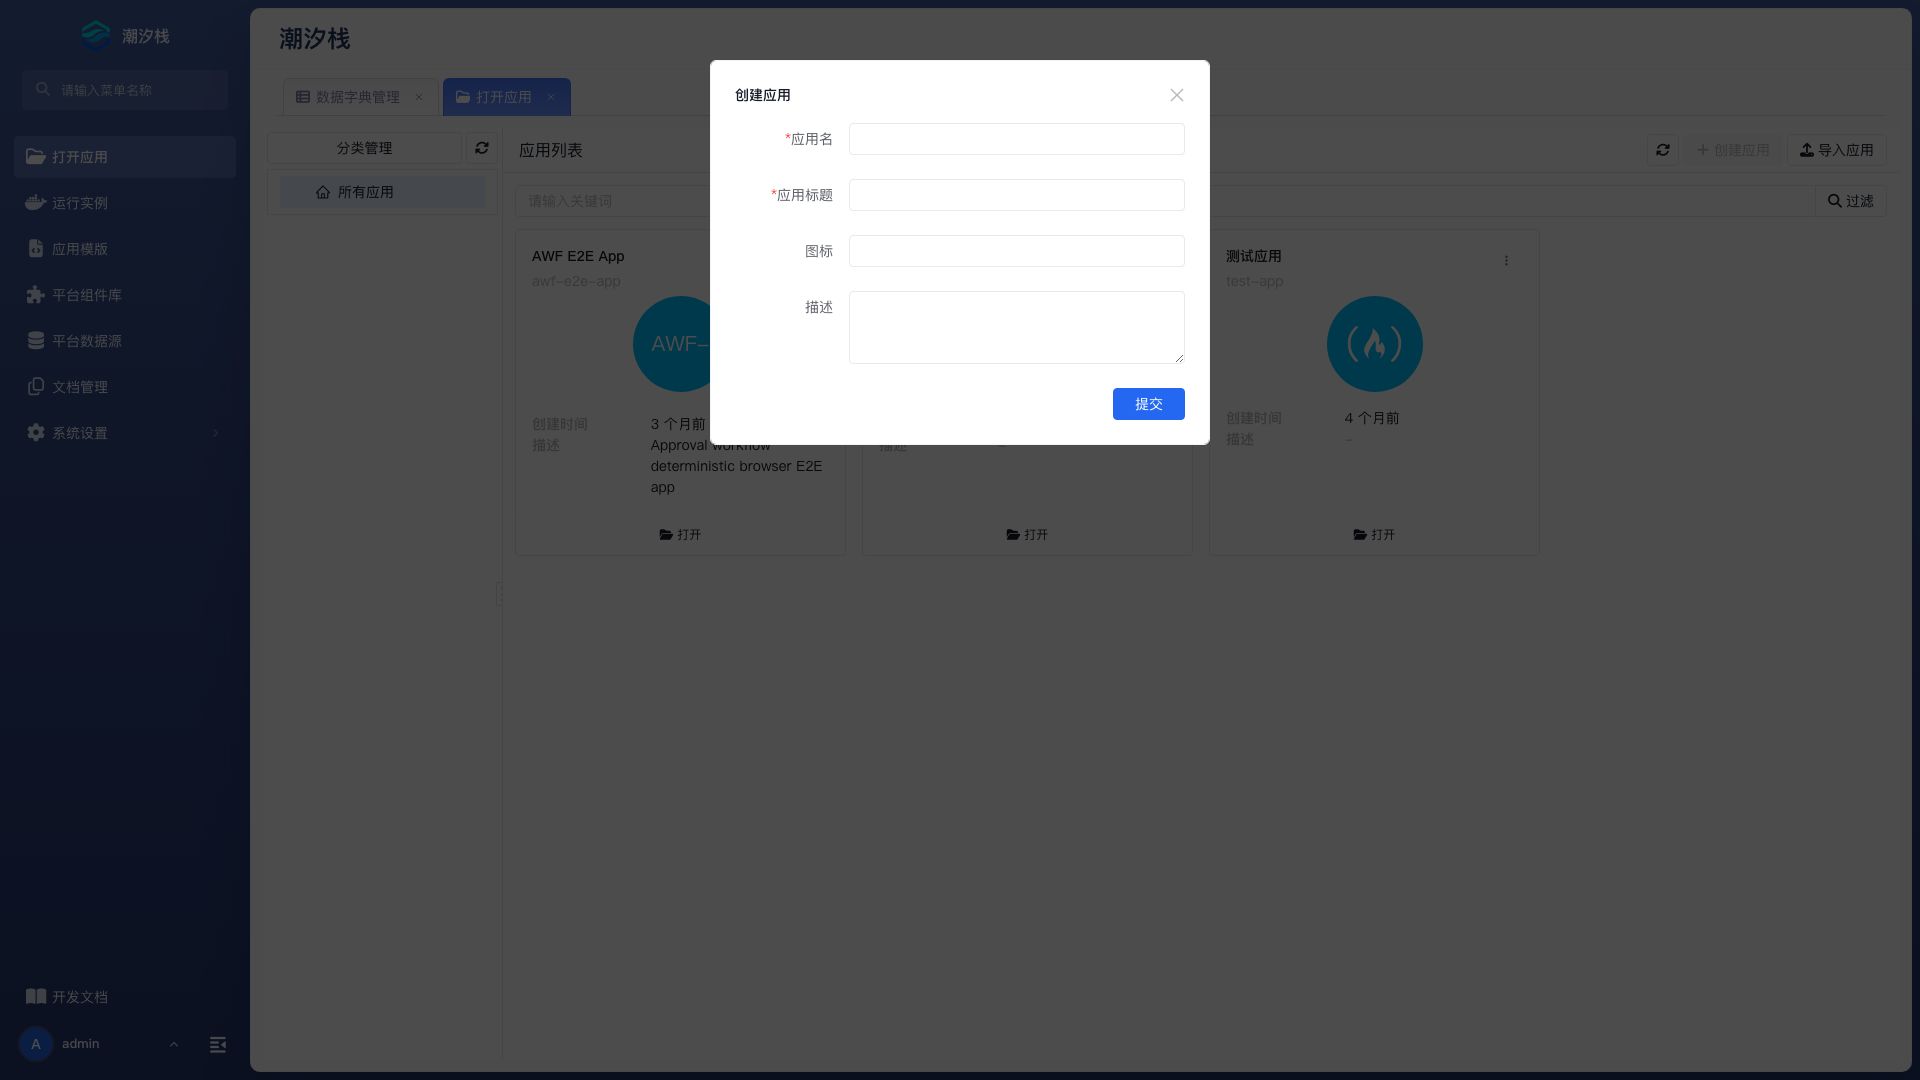 潮汐栈
请输入菜单名称
打开应用
运行实例
应用模版
平台组件库
平台数据源
文档管理
系统设置
开发文档
A admin
潮汐栈
数据字典管理
打开应用
分类管理
所有应用
应用列表
创建应用
导入应用
请输入关键词
过滤
AWF E2E App
awf-e2e-app
AWF-
创建时间 3 个月前
描述 Approval workflow
deterministic browser E2E
app
打开
描述 -
打开
测试应用
test-app
创建时间 4 个月前
描述 -
打开
创建应用
*应用名
*应用标题
图标
描述
提交